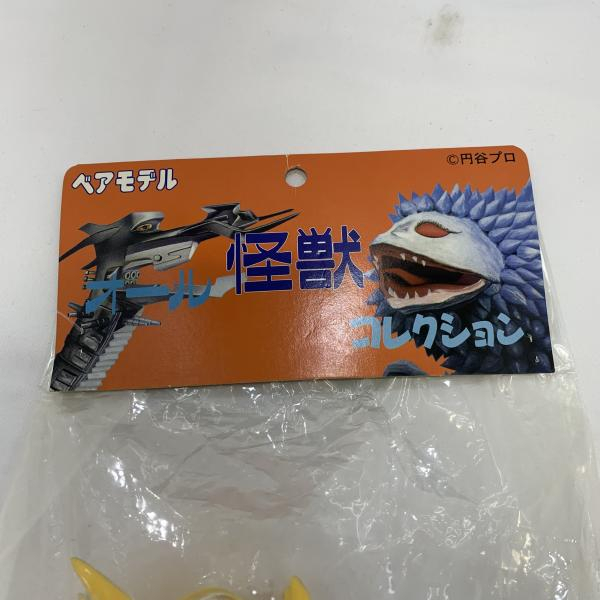 ベアモデル
©円谷プロ
オール
怪獣
コレクション